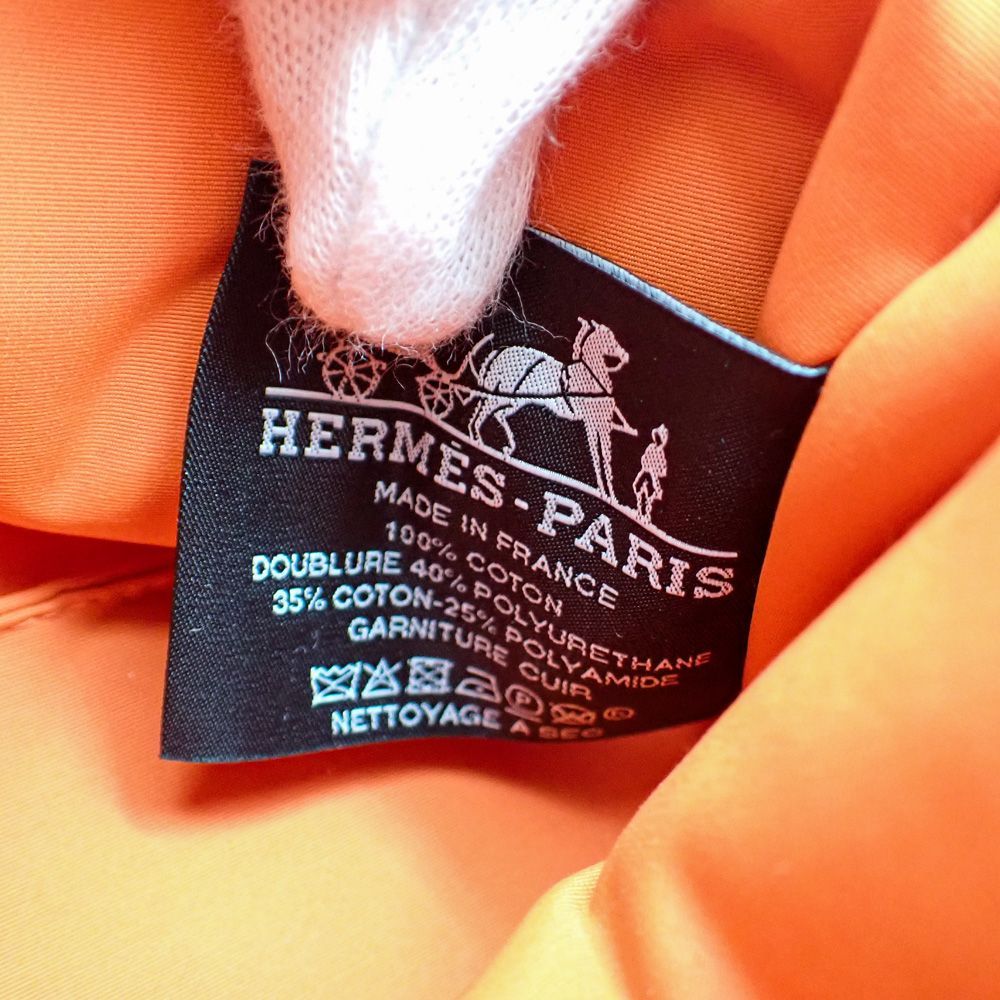 HERMÈS-PARIS
MADE IN FRANCE
100% COTON
DOUBLURE 40% POLYURETHANE
35% COTON-25% POLYAMIDE
GARNITURE CUIR
P
NETTOYAGE A SEC